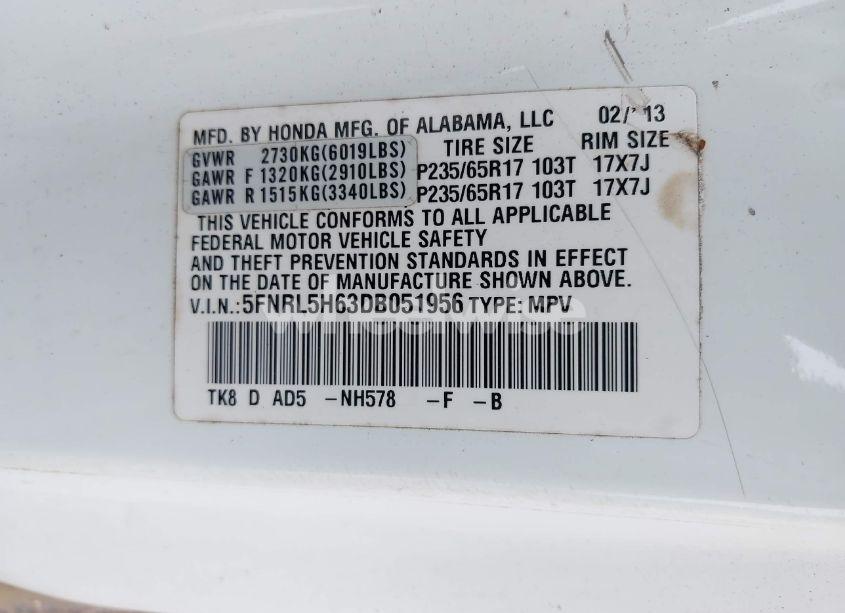 MFD. BY HONDA MFG. OF ALABAMA, LLC 02/'13
GVWR 2730KG(6019LBS) TIRE SIZE RIM SIZE
GAWR F 1320KG(2910LBS) P235/65R17 103T 17X7J
GAWR R 1515KG(3340LBS) P235/65R17 103T 17X7J
THIS VEHICLE CONFORMS TO ALL APPLICABLE
FEDERAL MOTOR VEHICLE SAFETY
AND THEFT PREVENTION STANDARDS IN EFFECT
ON THE DATE OF MANUFACTURE SHOWN ABOVE.
V.I.N.:5FNRL5H63DB051956 TYPE: MPV
wheelwise
TK8 D AD5 -NH578 -F -B